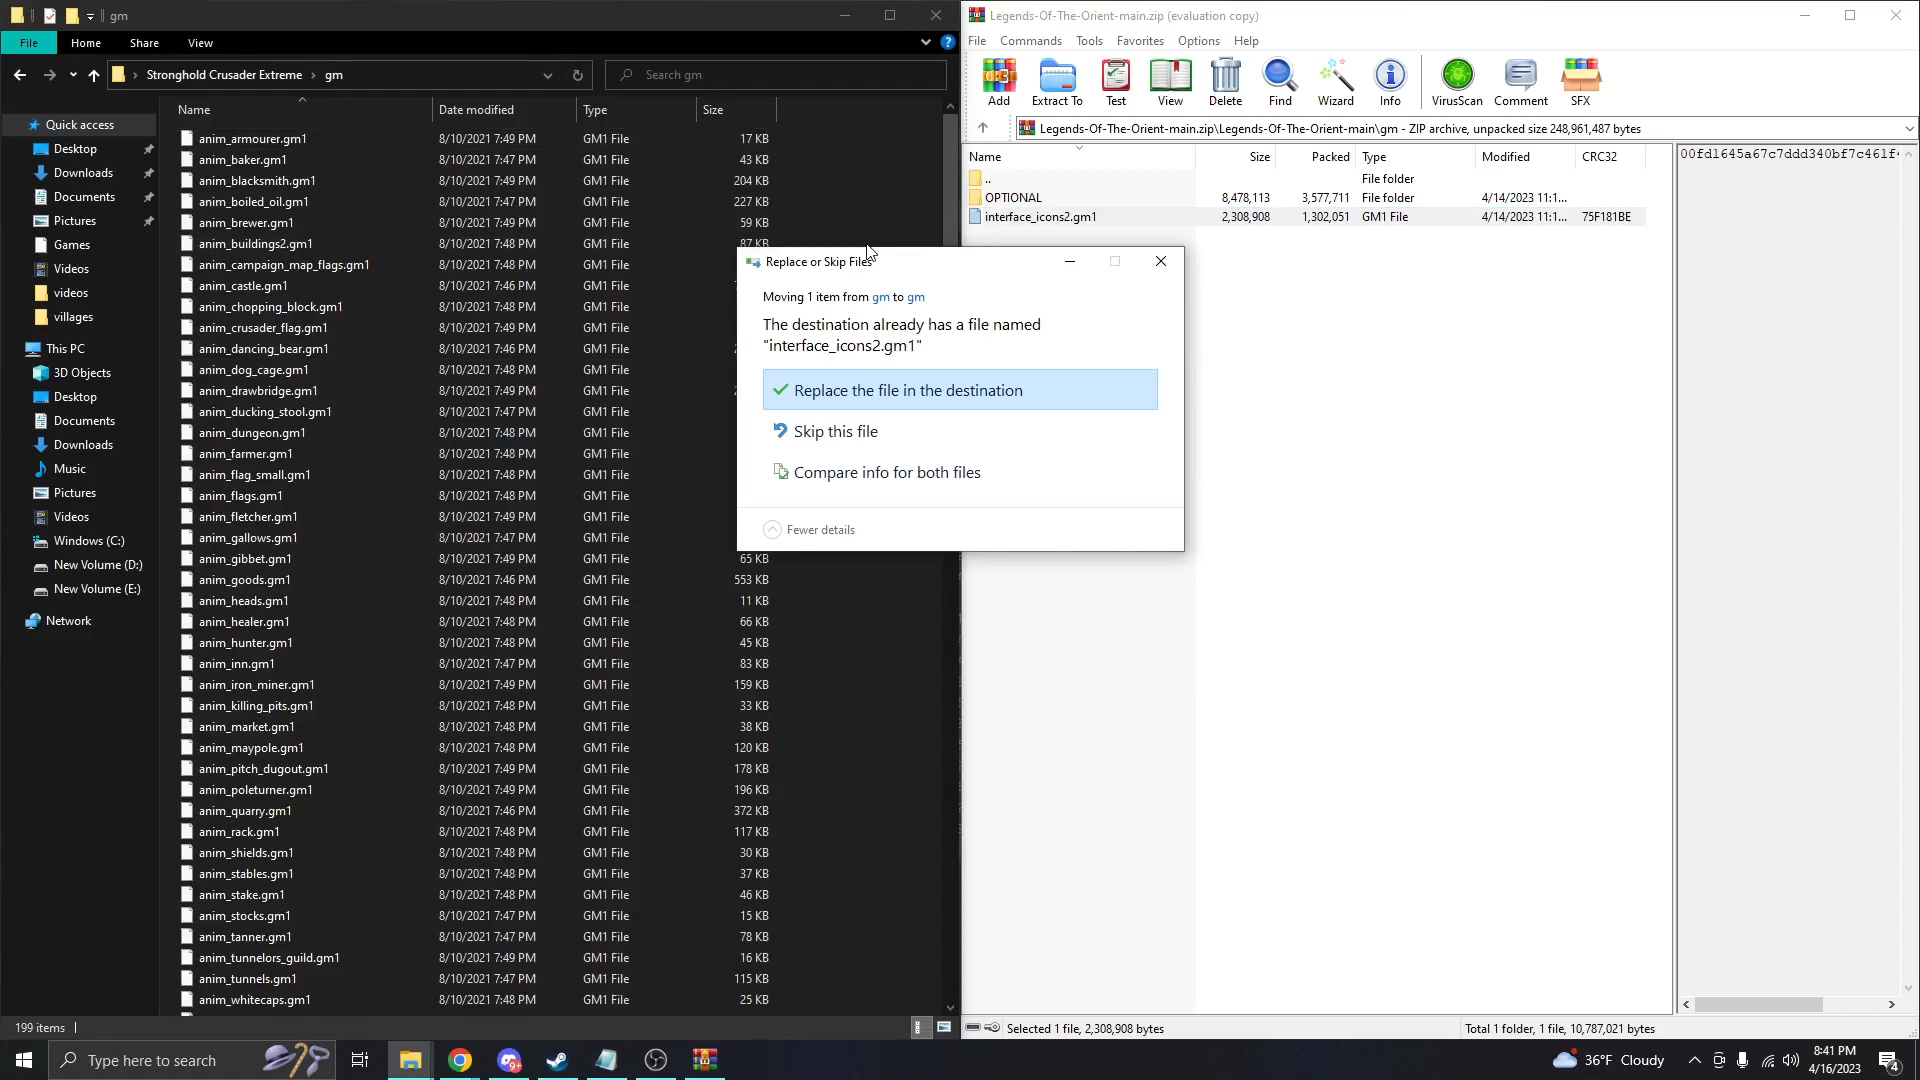 gm
File
Home
Share
View
Stronghold Crusader Extreme
gm
Search gm
Name
Date modified
Type
Size
Quick access
Desktop
Downloads
Documents
Pictures
Games
Videos
videos
villages
This PC
3D Objects
Desktop
Documents
Downloads
Music
Pictures
Videos
Windows (C:)
New Volume (D:)
New Volume (E:)
Network
anim_armourer.gm1 8/10/2021 7:49 PM GM1 File 17 KB
anim_baker.gm1 8/10/2021 7:47 PM GM1 File 43 KB
anim_blacksmith.gm1 8/10/2021 7:49 PM GM1 File 204 KB
anim_boiled_oil.gm1 8/10/2021 7:47 PM GM1 File 227 KB
anim_brewer.gm1 8/10/2021 7:49 PM GM1 File 59 KB
anim_buildings2.gm1 8/10/2021 7:48 PM GM1 File 87 KB
anim_campaign_map_flags.gm1 8/10/2021 7:48 PM GM1 File
anim_castle.gm1 8/10/2021 7:46 PM GM1 File
anim_chopping_block.gm1 8/10/2021 7:48 PM GM1 File
anim_crusader_flag.gm1 8/10/2021 7:49 PM GM1 File
anim_dancing_bear.gm1 8/10/2021 7:46 PM GM1 File
anim_dog_cage.gm1 8/10/2021 7:48 PM GM1 File
anim_drawbridge.gm1 8/10/2021 7:48 PM GM1 File
anim_ducking_stool.gm1 8/10/2021 7:47 PM GM1 File
anim_dungeon.gm1 8/10/2021 7:48 PM GM1 File
anim_farmer.gm1 8/10/2021 7:48 PM GM1 File
anim_flag_small.gm1 8/10/2021 7:48 PM GM1 File
anim_flags.gm1 8/10/2021 7:48 PM GM1 File
anim_fletcher.gm1 8/10/2021 7:49 PM GM1 File
anim_gallows.gm1 8/10/2021 7:47 PM GM1 File
anim_gibbet.gm1 8/10/2021 7:49 PM GM1 File 65 KB
anim_goods.gm1 8/10/2021 7:46 PM GM1 File 553 KB
anim_heads.gm1 8/10/2021 7:48 PM GM1 File 11 KB
anim_healer.gm1 8/10/2021 7:48 PM GM1 File 66 KB
anim_hunter.gm1 8/10/2021 7:48 PM GM1 File 45 KB
anim_inn.gm1 8/10/2021 7:47 PM GM1 File 83 KB
anim_iron_miner.gm1 8/10/2021 7:49 PM GM1 File 159 KB
anim_killing_pits.gm1 8/10/2021 7:48 PM GM1 File 33 KB
anim_market.gm1 8/10/2021 7:48 PM GM1 File 38 KB
anim_maypole.gm1 8/10/2021 7:48 PM GM1 File 120 KB
anim_pitch_dugout.gm1 8/10/2021 7:49 PM GM1 File 178 KB
anim_poleturner.gm1 8/10/2021 7:49 PM GM1 File 196 KB
anim_quarry.gm1 8/10/2021 7:46 PM GM1 File 372 KB
anim_rack.gm1 8/10/2021 7:48 PM GM1 File 117 KB
anim_shields.gm1 8/10/2021 7:48 PM GM1 File 30 KB
anim_stables.gm1 8/10/2021 7:48 PM GM1 File 37 KB
anim_stake.gm1 8/10/2021 7:48 PM GM1 File 46 KB
anim_stocks.gm1 8/10/2021 7:47 PM GM1 File 15 KB
anim_tanner.gm1 8/10/2021 7:47 PM GM1 File 78 KB
anim_tunnelors_guild.gm1 8/10/2021 7:49 PM GM1 File 16 KB
anim_tunnels.gm1 8/10/2021 7:47 PM GM1 File 115 KB
anim_whitecaps.gm1 8/10/2021 7:48 PM GM1 File 25 KB
199 items
Legends-Of-The-Orient-main.zip (evaluation copy)
File Commands Tools Favorites Options Help
Add Extract To Test View Delete Find Wizard Info VirusScan Comment SFX
Legends-Of-The-Orient-main.zip\Legends-Of-The-Orient-main\gm - ZIP archive, unpacked size 248,961,487 bytes
Name Size Packed Type Modified CRC32
.. File folder
OPTIONAL 8,478,113 3,577,711 File folder 4/14/2023 11:1...
interface_icons2.gm1 2,308,908 1,302,051 GM1 File 4/14/2023 11:1... 75F181BE
00fd1645a67c7ddd340bf7c461f4
Selected 1 file, 2,308,908 bytes
Total 1 folder, 1 file, 10,787,021 bytes
Replace or Skip Files
Moving 1 item from gm to gm
The destination already has a file named
"interface_icons2.gm1"
Replace the file in the destination
Skip this file
Compare info for both files
Fewer details
Type here to search
9+
36°F Cloudy
8:41 PM
4/16/2023
4